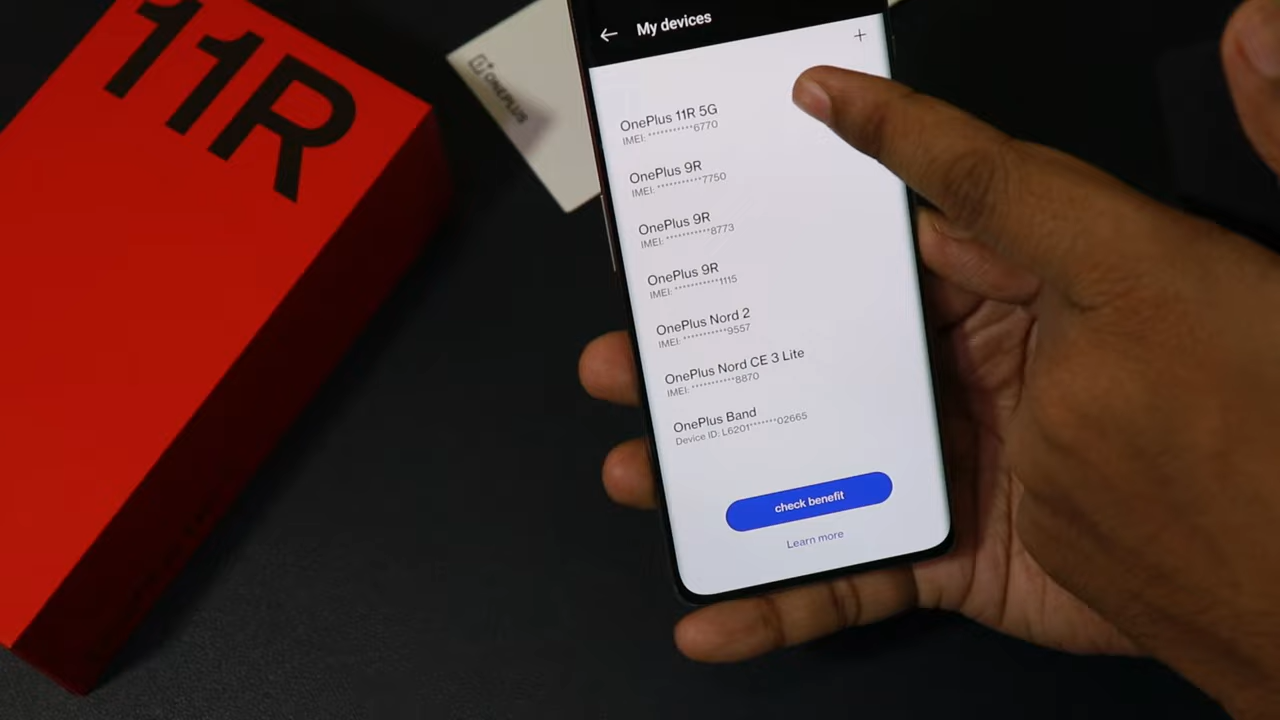 11R
ONEPLUS
My devices
OnePlus 11R 5G
IMEI: ***********6770
OnePlus 9R
IMEI: ***********7750
OnePlus 9R
IMEI: ***********8773
OnePlus 9R
IMEI: ***********1115
OnePlus Nord 2
IMEI: ***********9557
OnePlus Nord CE 3 Lite
IMEI: ***********8870
OnePlus Band
Device ID: L6201*******02665
check benefit
Learn more